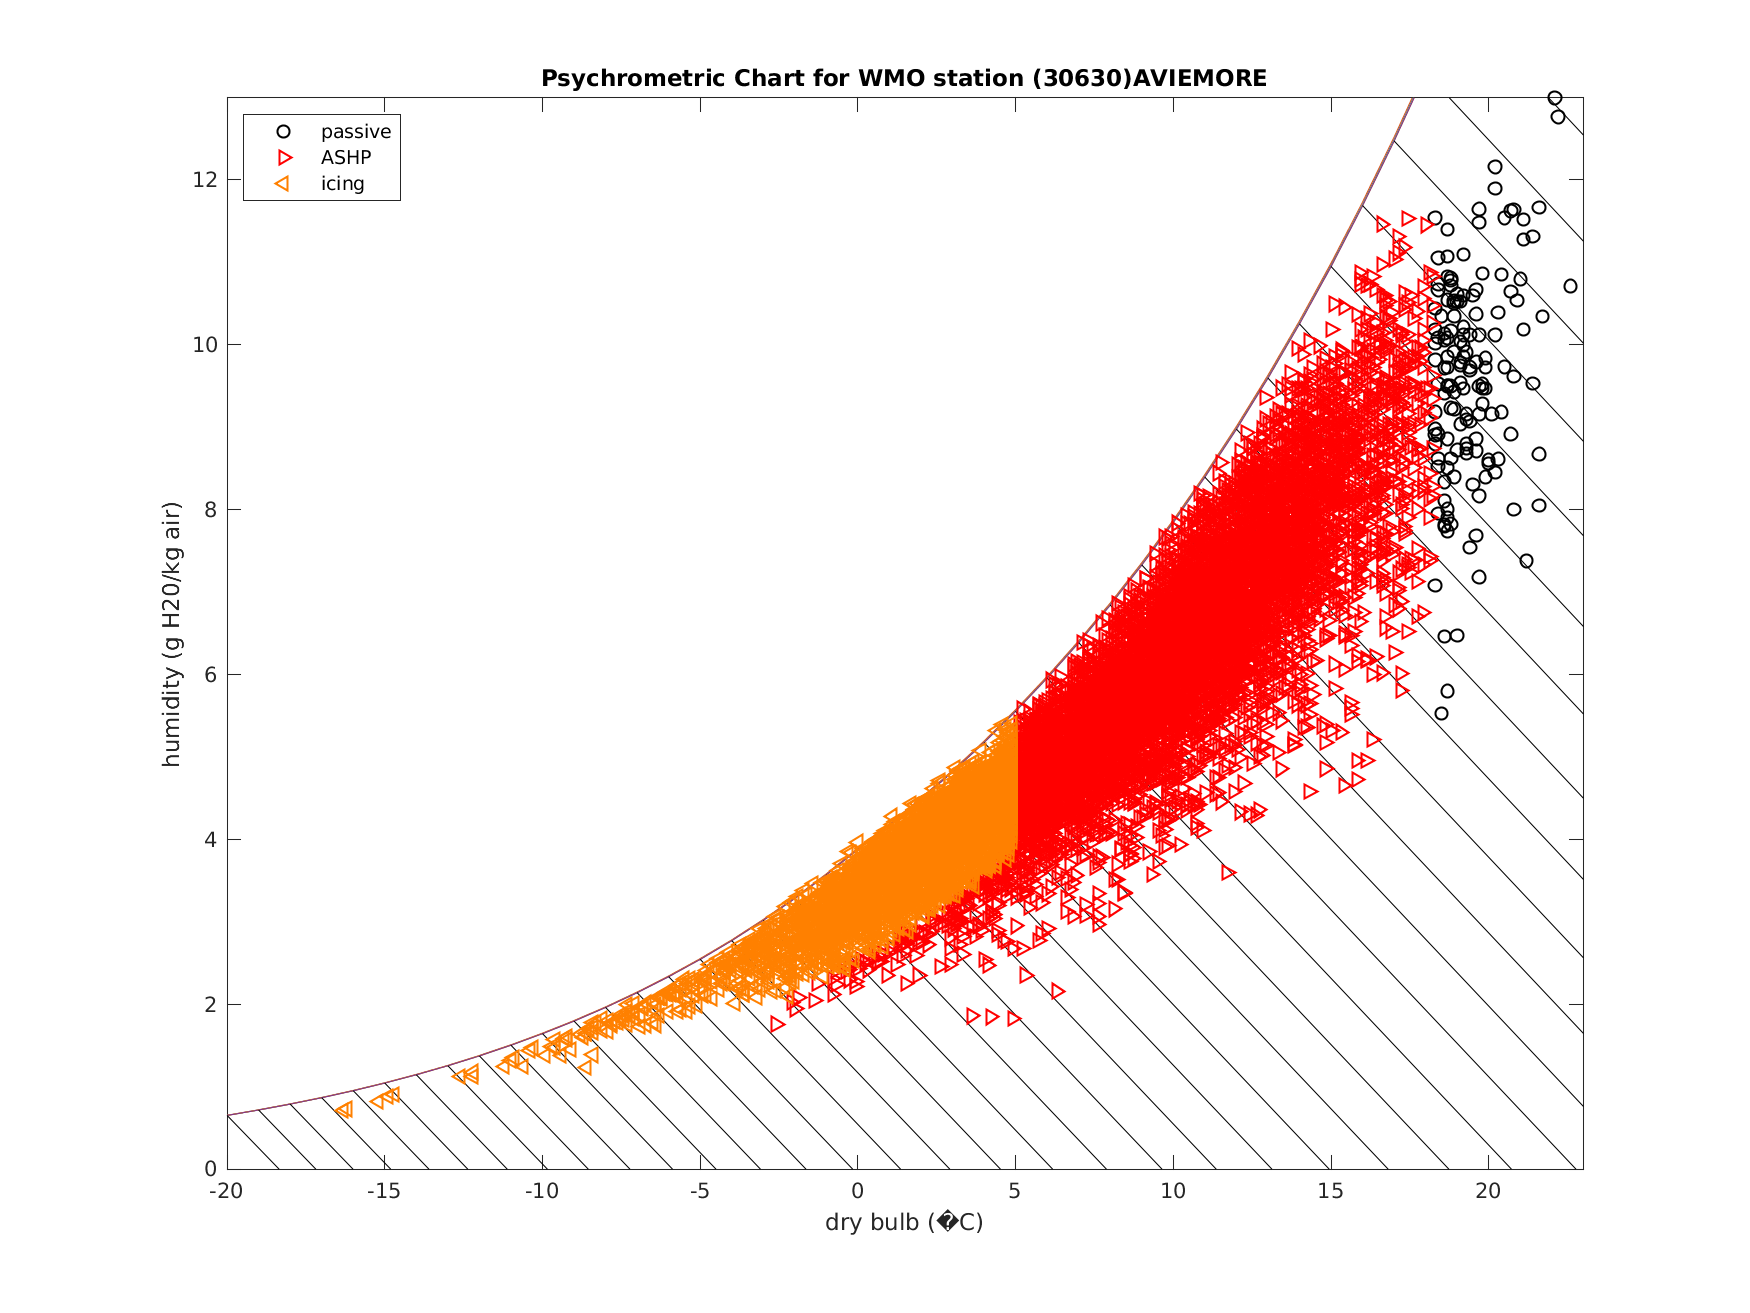 Psychrometric Chart for WMO station (30630)AVIEMORE
passive
ASHP
icing
humidity (g H20/kg air)
12
10
8
6
4
2
0
-20 -15 -10 -5 0 5 10 15 20
dry bulb (�C)